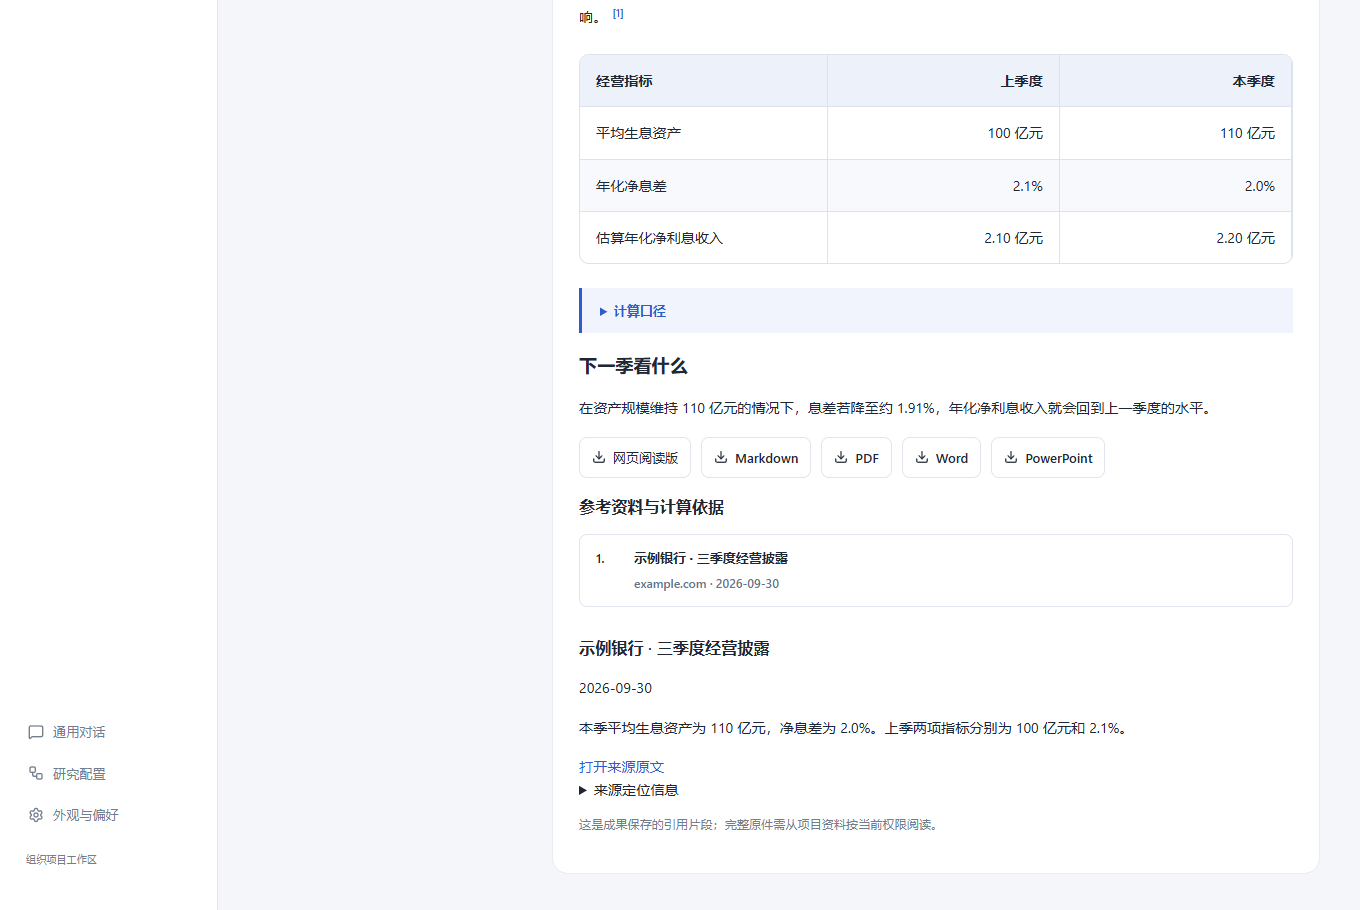 响。 [1]
经营指标 上季度 本季度
平均生息资产 100 亿元 110 亿元
年化净息差 2.1% 2.0%
估算年化净利息收入 2.10 亿元 2.20 亿元
计算口径
下一季看什么
在资产规模维持 110 亿元的情况下，息差若降至约 1.91%，年化净利息收入就会回到上一季度的水平。
网页阅读版 Markdown PDF Word PowerPoint
参考资料与计算依据
1. 示例银行 · 三季度经营披露
example.com · 2026-09-30
示例银行 · 三季度经营披露
2026-09-30
本季平均生息资产为 110 亿元，净息差为 2.0%。上季两项指标分别为 100 亿元和 2.1%。
打开来源原文
来源定位信息
这是成果保存的引用片段；完整原件需从项目资料按当前权限阅读。
通用对话
研究配置
外观与偏好
组织项目工作区